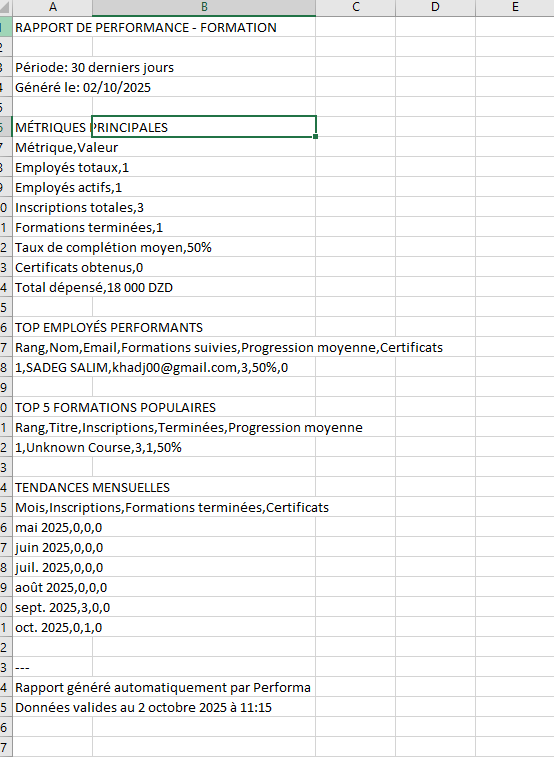 A B C D E
RAPPORT DE PERFORMANCE - FORMATION
Période: 30 derniers jours
Généré le: 02/10/2025
MÉTRIQUES PRINCIPALES
Métrique,Valeur
Employés totaux,1
Employés actifs,1
Inscriptions totales,3
Formations terminées,1
Taux de complétion moyen,50%
Certificats obtenus,0
Total dépensé,18 000 DZD
TOP EMPLOYÉS PERFORMANTS
Rang,Nom,Email,Formations suivies,Progression moyenne,Certificats
1,SADEG SALIM,khadj00@gmail.com,3,50%,0
TOP 5 FORMATIONS POPULAIRES
Rang,Titre,Inscriptions,Terminées,Progression moyenne
1,Unknown Course,3,1,50%
TENDANCES MENSUELLES
Mois,Inscriptions,Formations terminées,Certificats
mai 2025,0,0,0
juin 2025,0,0,0
juil. 2025,0,0,0
août 2025,0,0,0
sept. 2025,3,0,0
oct. 2025,0,1,0
---
Rapport généré automatiquement par Performa
Données valides au 2 octobre 2025 à 11:15